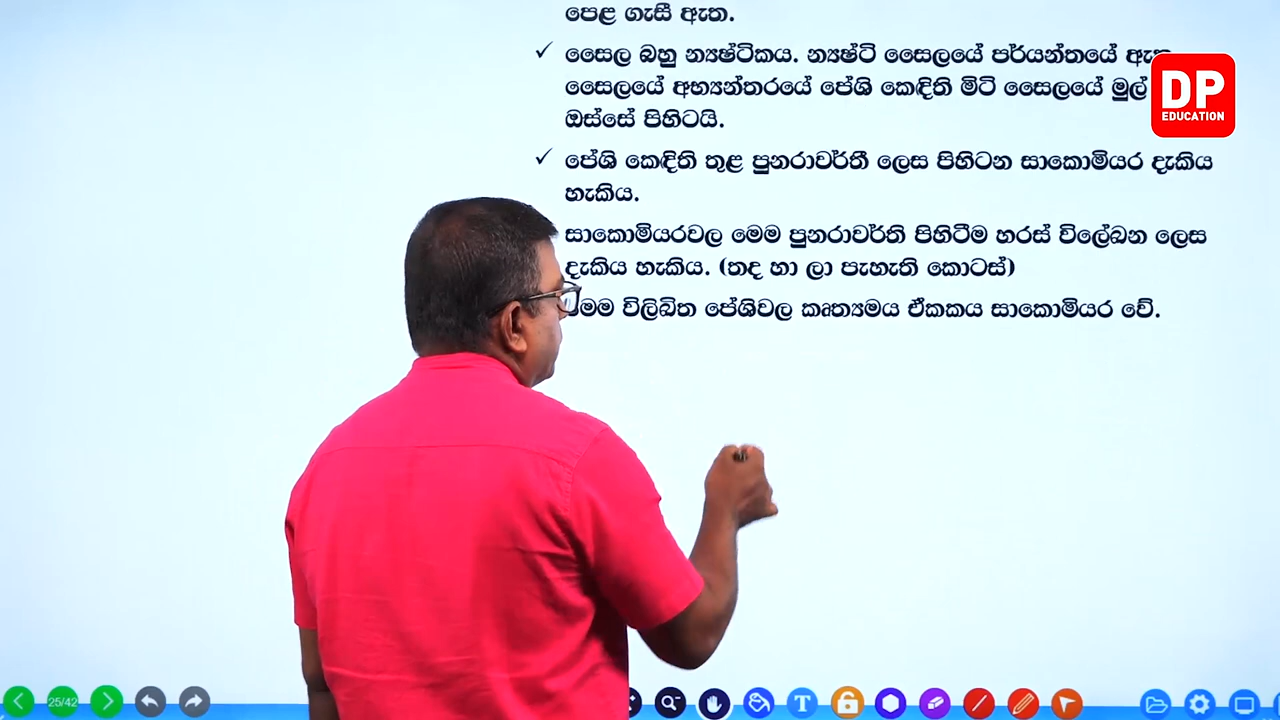 පෙළ ගැසී ඇත.
✓ සෛල බහු න්‍යෂ්ටිකය. න්‍යෂ්ටි සෛලයේ පර්යන්තයේ
සෛලයේ අභ්‍යන්තරයේ පේශි කෙඳිති මිටි සෛලයේ මුල්
ඔස්සේ පිහිටයි.
✓ පේශි කෙඳිති තුළ පුනරාවර්තී ලෙස පිහිටන සාකොමියර දැකිය
හැකිය.
සාකොමියරවල මෙම පුනරාවර්ති පිහිටීම හරස් විලේඛන ලෙස
දැකිය හැකිය. (තද හා ලා පැහැති කොටස්)
විලිඛිත පේශිවල කෘත්‍යමය ඒකකය සාකොමියර වේ.
DP
EDUCATION
25/42
T